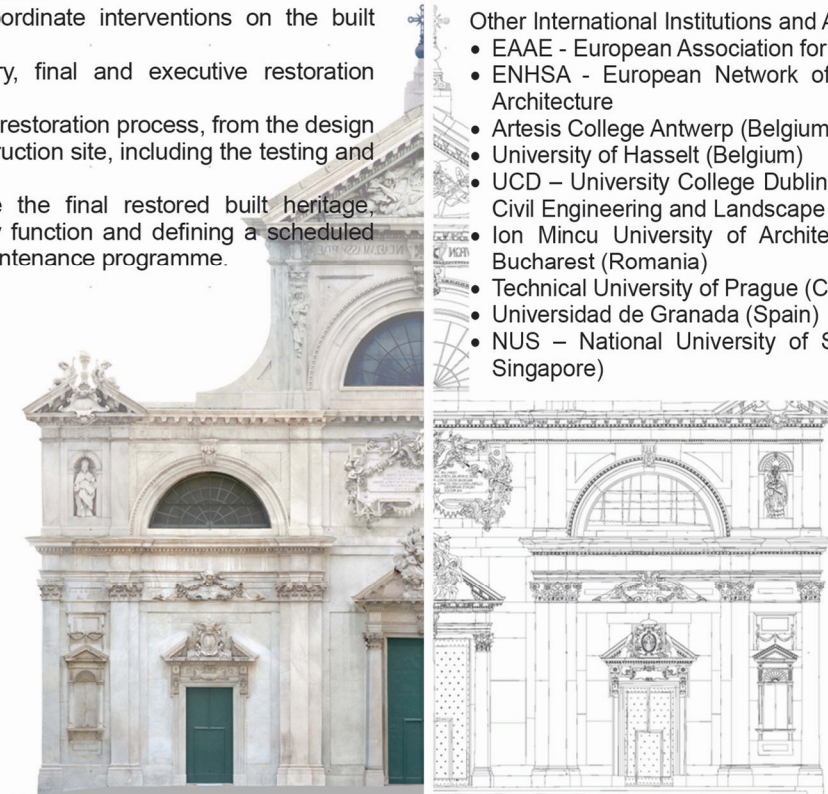 ordinate interventions on the built
ry, final and executive restoration
restoration process, from the design
ruction site, including the testing and
e the final restored built heritage,
y function and defining a scheduled
ntenance programme.
Other International Institutions and A
• EAAE - European Association for
• ENHSA - European Network of
Architecture
• Artesis College Antwerp (Belgium
• University of Hasselt (Belgium)
• UCD – University College Dublin
Civil Engineering and Landscape
• Ion Mincu University of Archite
Bucharest (Romania)
• Technical University of Prague (C
• Universidad de Granada (Spain)
• NUS – National University of S
Singapore)